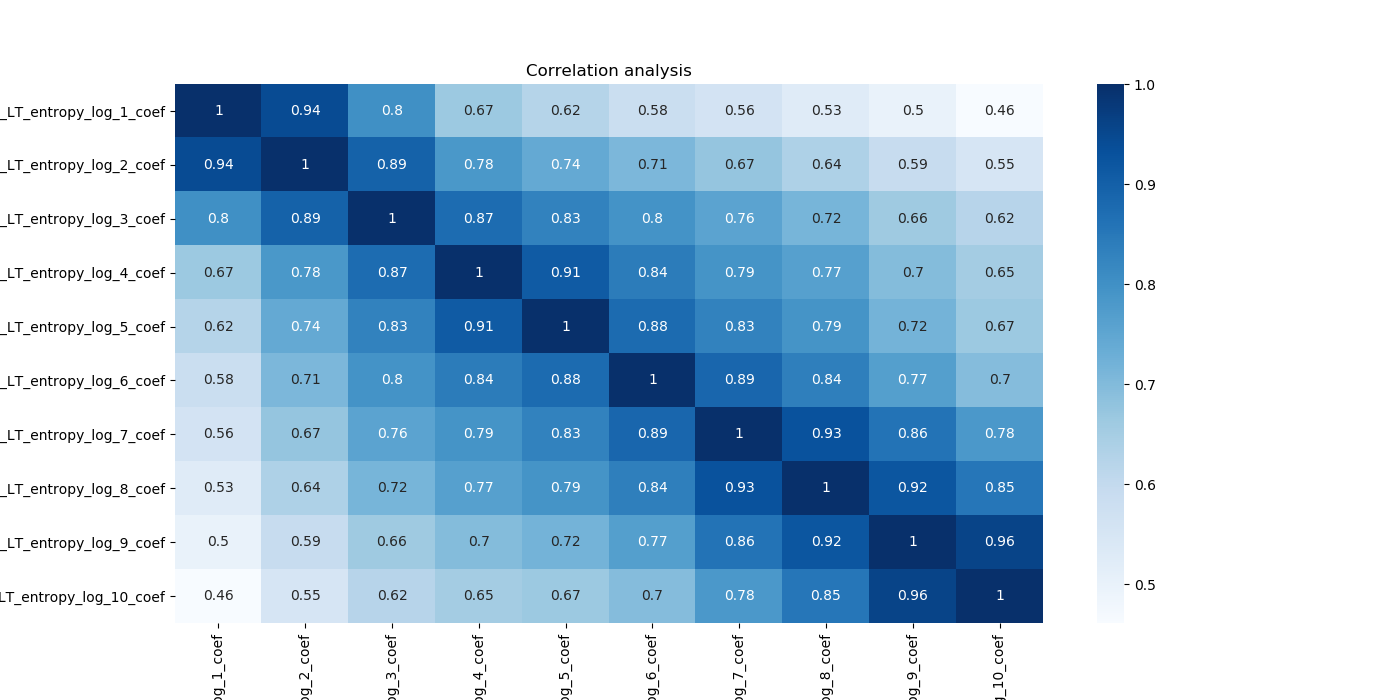 Correlation analysis
_LT_entropy_log_1_coef 1 0.94 0.8 0.67 0.62 0.58 0.56 0.53 0.5 0.46
_LT_entropy_log_2_coef 0.94 1 0.89 0.78 0.74 0.71 0.67 0.64 0.59 0.55
_LT_entropy_log_3_coef 0.8 0.89 1 0.87 0.83 0.8 0.76 0.72 0.66 0.62
_LT_entropy_log_4_coef 0.67 0.78 0.87 1 0.91 0.84 0.79 0.77 0.7 0.65
_LT_entropy_log_5_coef 0.62 0.74 0.83 0.91 1 0.88 0.83 0.79 0.72 0.67
_LT_entropy_log_6_coef 0.58 0.71 0.8 0.84 0.88 1 0.89 0.84 0.77 0.7
_LT_entropy_log_7_coef 0.56 0.67 0.76 0.79 0.83 0.89 1 0.93 0.86 0.78
_LT_entropy_log_8_coef 0.53 0.64 0.72 0.77 0.79 0.84 0.93 1 0.92 0.85
_LT_entropy_log_9_coef 0.5 0.59 0.66 0.7 0.72 0.77 0.86 0.92 1 0.96
LT_entropy_log_10_coef 0.46 0.55 0.62 0.65 0.67 0.7 0.78 0.85 0.96 1
og_1_coef
og_2_coef
og_3_coef
og_4_coef
og_5_coef
og_6_coef
og_7_coef
og_8_coef
og_9_coef
g_10_coef
1.0
0.9
0.8
0.7
0.6
0.5